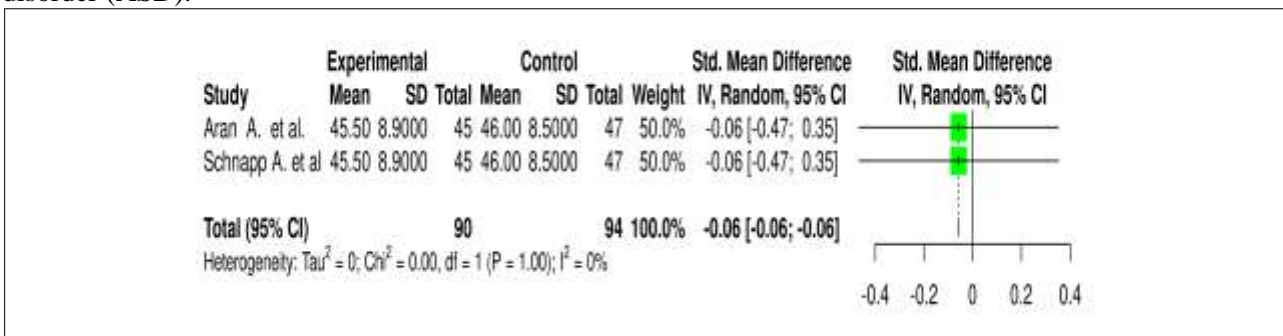 disorder (ASD).
Experimental Control Std. Mean Difference Std. Mean Difference
Study Mean SD Total Mean SD Total Weight IV, Random, 95% CI IV, Random, 95% CI
Aran A. et al. 45.50 8.9000 45 46.00 8.5000 47 50.0% -0.06 [-0.47; 0.35]
Schnapp A. et al 45.50 8.9000 45 46.00 8.5000 47 50.0% -0.06 [-0.47; 0.35]
Total (95% CI) 90 94 100.0% -0.06 [-0.06; -0.06]
Heterogeneity: Tau² = 0; Chi² = 0.00, df = 1 (P = 1.00); I² = 0%
-0.4 -0.2 0 0.2 0.4